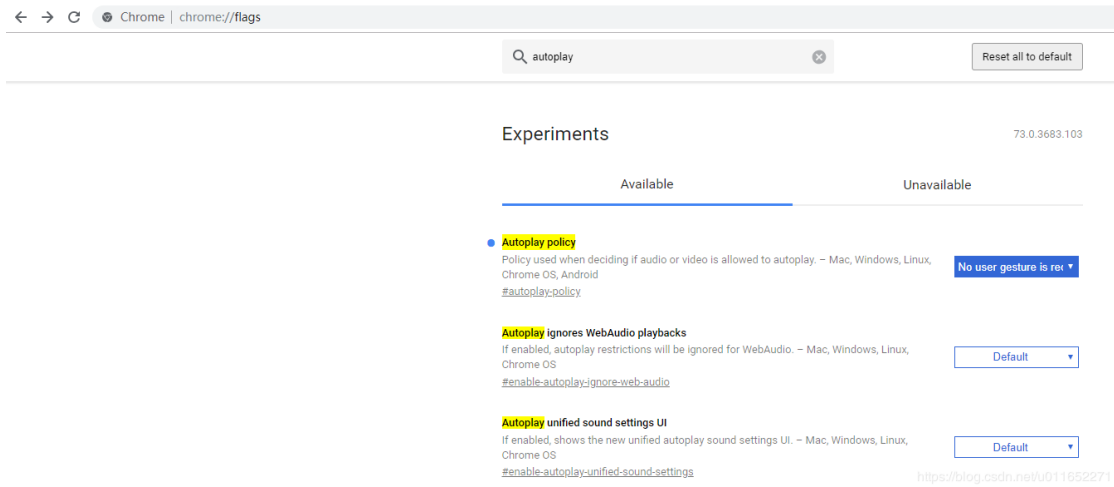 Chrome | chrome://flags
autoplay
Reset all to default
Experiments
73.0.3683.103
Available
Unavailable
Autoplay policy
Policy used when deciding if audio or video is allowed to autoplay. – Mac, Windows, Linux,
Chrome OS, Android
#autoplay-policy
No user gesture is rec
Autoplay ignores WebAudio playbacks
If enabled, autoplay restrictions will be ignored for WebAudio. – Mac, Windows, Linux,
Chrome OS
#enable-autoplay-ignore-web-audio
Default
Autoplay unified sound settings UI
If enabled, shows the new unified autoplay sound settings UI. – Mac, Windows, Linux,
Chrome OS
#enable-autoplay-unified-sound-settings
Default
https://blog.csdn.net/u011652271